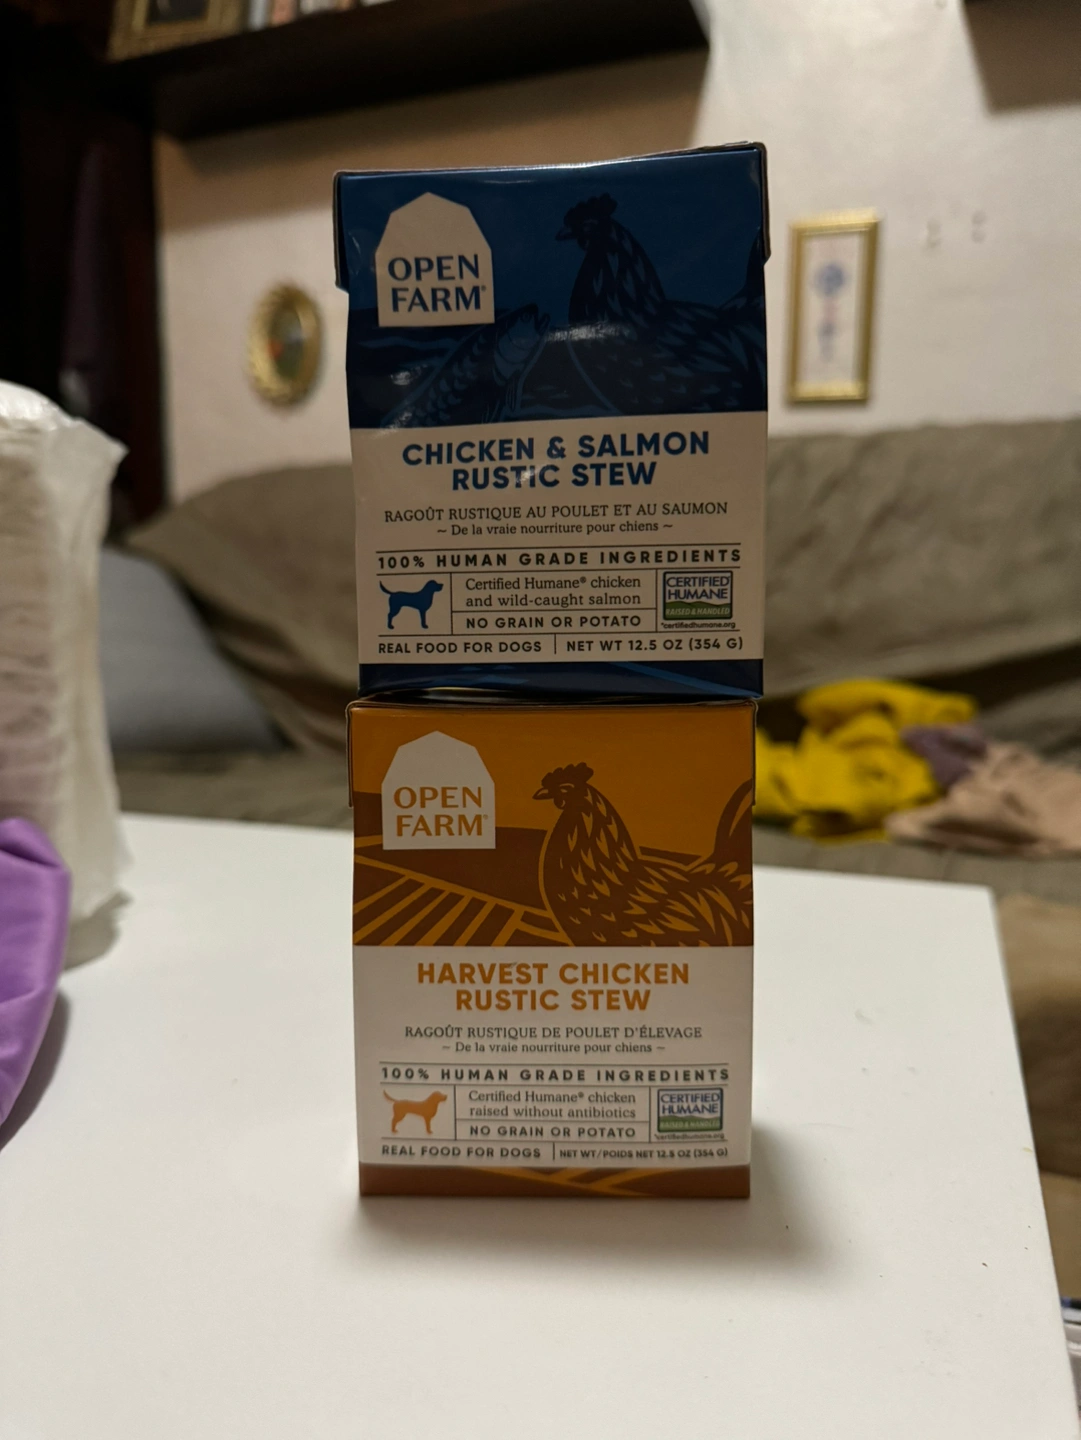 OPEN
FARM®
CHICKEN & SALMON
RUSTIC STEW
RAGOÛT RUSTIQUE AU POULET ET AU SAUMON
~ De la vraie nourriture pour chiens ~
100% HUMAN GRADE INGREDIENTS
Certified Humane® chicken
and wild-caught salmon
NO GRAIN OR POTATO
CERTIFIED
HUMANE
RAISED & HANDLED
*certifiedhumane.org
REAL FOOD FOR DOGS
NET WT 12.5 OZ (354 G)
OPEN
FARM®
HARVEST CHICKEN
RUSTIC STEW
RAGOÛT RUSTIQUE DE POULET D'ÉLEVAGE
~ De la vraie nourriture pour chiens ~
100% HUMAN GRADE INGREDIENTS
Certified Humane® chicken
raised without antibiotics
NO GRAIN OR POTATO
CERTIFIED
HUMANE
RAISED & HANDLED
*certifiedhumane.org
REAL FOOD FOR DOGS
NET WT/POIDS NET 12.5 OZ (354 G)